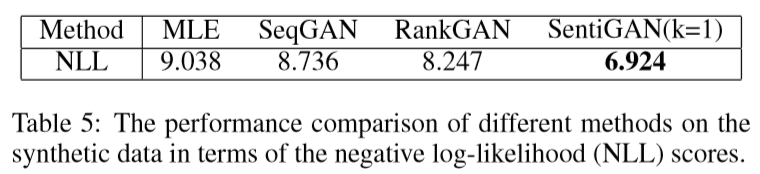 Method MLE SeqGAN RankGAN SentiGAN(k=1)
NLL 9.038 8.736 8.247 6.924
Table 5: The performance comparison of different methods on the
synthetic data in terms of the negative log-likelihood (NLL) scores.